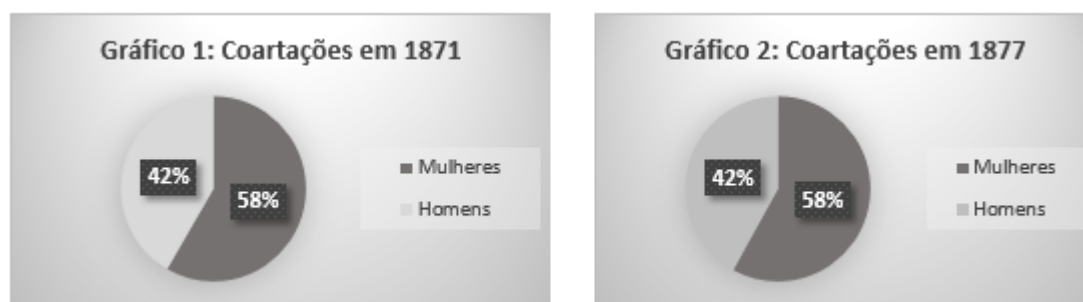 Gráfico 1: Coartações em 1871
42%
58%
Mulheres
Homens
Gráfico 2: Coartações em 1877
42%
58%
Mulheres
Homens